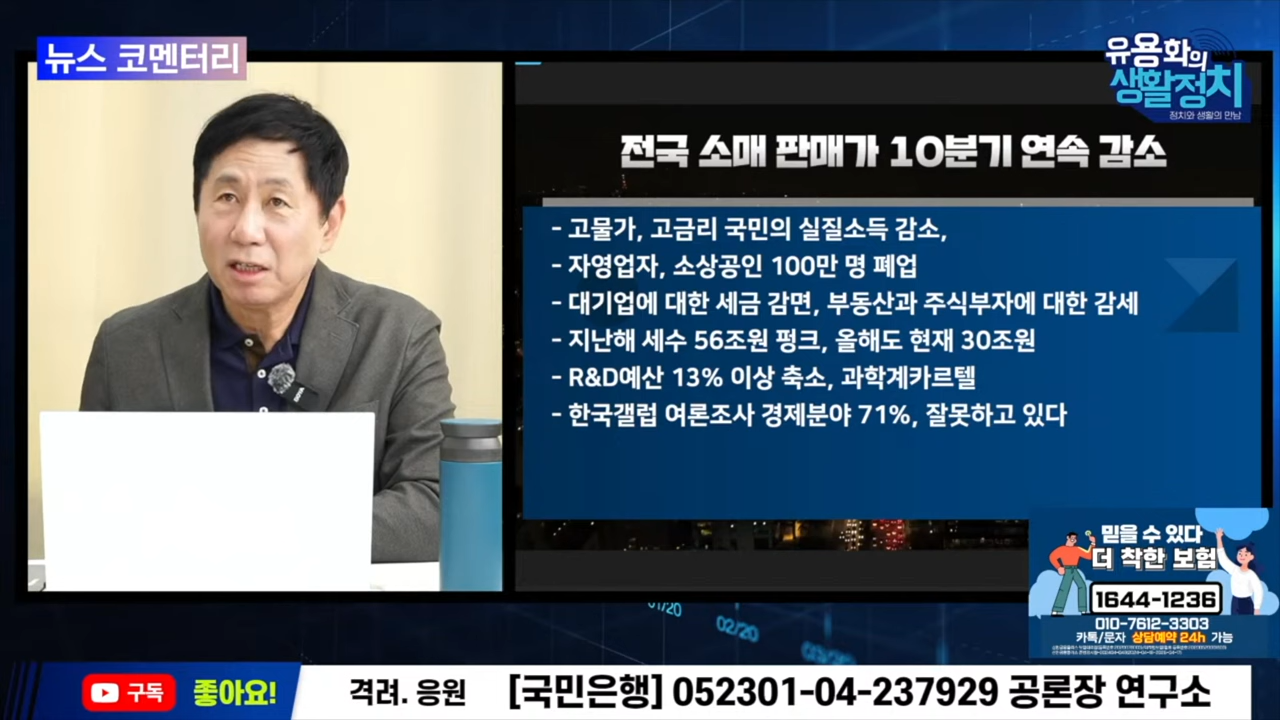 뉴스 코멘터리
유용화의
생활정치
정치와 생활의 만남
전국 소매 판매가 10분기 연속 감소
- 고물가, 고금리 국민의 실질소득 감소,
- 자영업자, 소상공인 100만 명 폐업
- 대기업에 대한 세금 감면, 부동산과 주식부자에 대한 감세
- 지난해 세수 56조원 펑크, 올해도 현재 30조원
- R&D예산 13% 이상 축소, 과학계카르텔
- 한국갤럽 여론조사 경제분야 71%, 잘못하고 있다
믿을 수 있다
더 착한 보험
1644-1236
010-7612-3303
카톡/문자 상담예약 24h 가능
01/20
02/20
구독 좋아요! 격려. 응원 [국민은행] 052301-04-237929 공론장 연구소